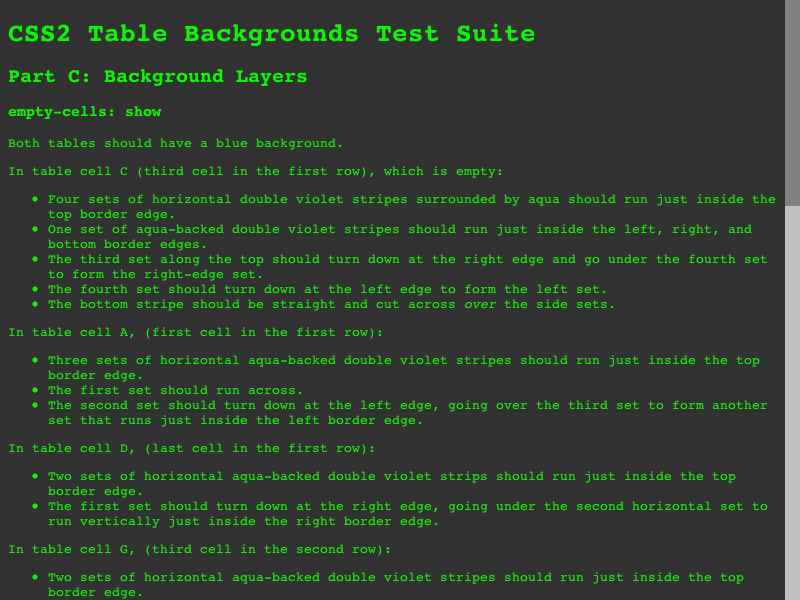 CSS2 Table Backgrounds Test Suite
Part C: Background Layers
empty-cells: show
Both tables should have a blue background.
In table cell C (third cell in the first row), which is empty:
• Four sets of horizontal double violet stripes surrounded by aqua should run just inside the
top border edge.
• One set of aqua-backed double violet stripes should run just inside the left, right, and
bottom border edges.
• The third set along the top should turn down at the right edge and go under the fourth set
to form the right-edge set.
• The fourth set should turn down at the left edge to form the left set.
• The bottom stripe should be straight and cut across over the side sets.
In table cell A, (first cell in the first row):
• Three sets of horizontal aqua-backed double violet stripes should run just inside the top
border edge.
• The first set should run across.
• The second set should turn down at the left edge, going over the third set to form another
set that runs just inside the left border edge.
In table cell D, (last cell in the first row):
• Two sets of horizontal aqua-backed double violet strips should run just inside the top
border edge.
• The first set should turn down at the right edge, going under the second horizontal set to
run vertically just inside the right border edge.
In table cell G, (third cell in the second row):
• Two sets of horizontal aqua-backed double violet stripes should run just inside the top
border edge.